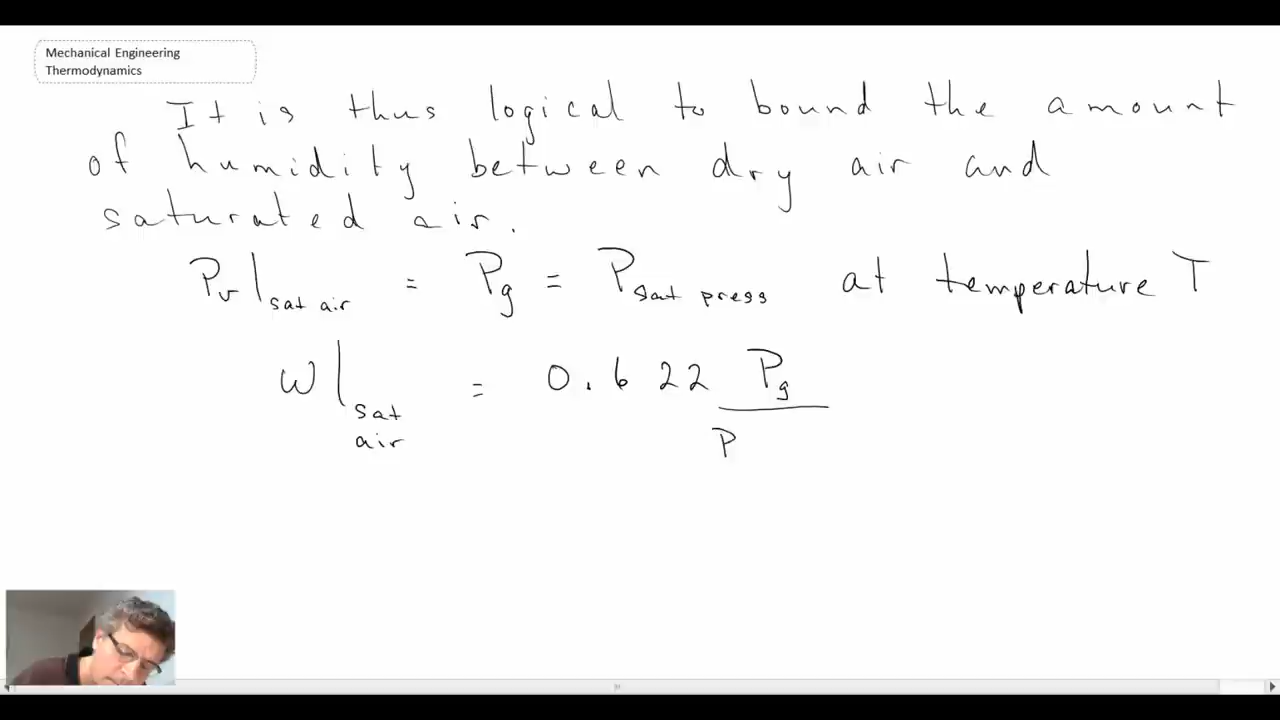 Mechanical Engineering
Thermodynamics
It is thus logical to bound the amount
of humidity between dry air and
saturated air.
Pv|sat air = Pg = Psat press at temperature T
w|sat air = 0.622 Pg
P